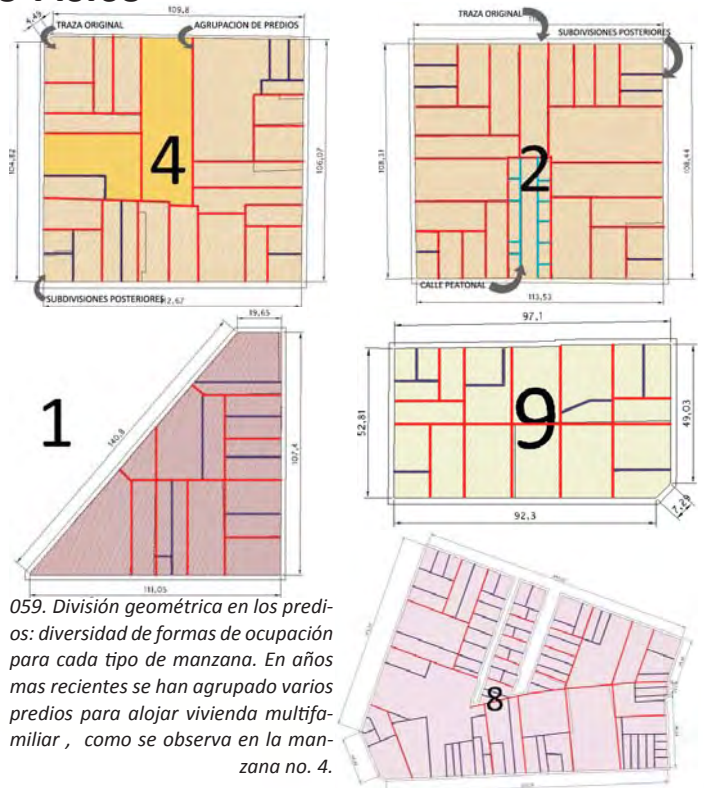 109,8
5,45
TRAZA ORIGINAL
AGRUPACION DE PREDIOS
104,82
4
106,07
SUBDIVISIONES POSTERIORES
112,67
TRAZA ORIGINAL
SUBDIVISIONES POSTERIORES
2
108,44
CALLE PEATONAL
113,53
19,65
1
140,8
107,4
111,05
97.1
52,81
9
49,03
92.3
7,29
8
059. División geométrica en los predi-
os: diversidad de formas de ocupación
para cada tipo de manzana. En años
mas recientes se han agrupado varios
predios para alojar vivienda multifa-
miliar , como se observa en la man-
zana no. 4.